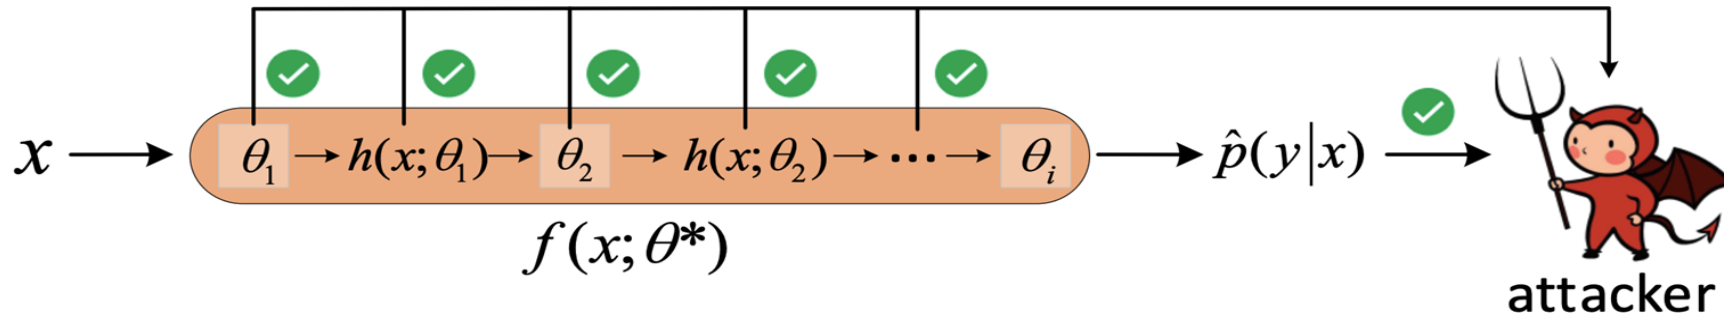 x → θ₁ → h(x;θ₁) → θ₂ → h(x;θ₂) → ··· → θᵢ → p̂(y|x) →
f(x;θ*)
attacker